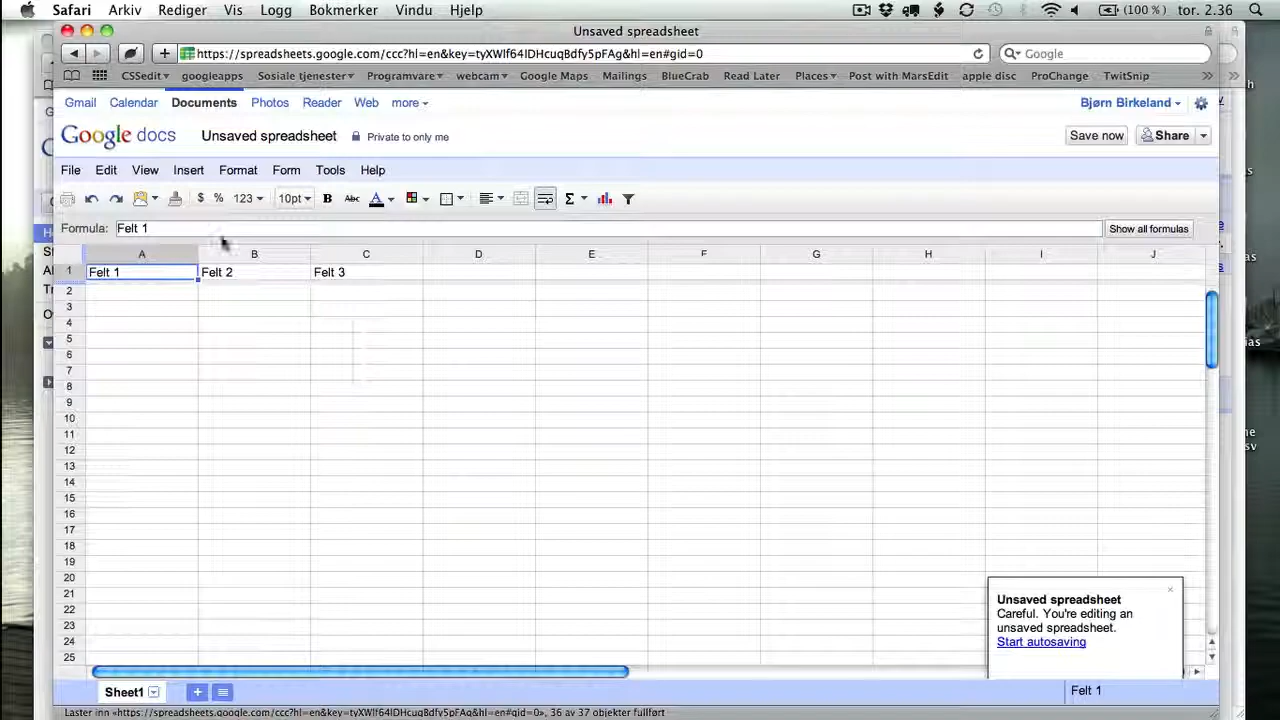 Safari Arkiv Rediger Vis Logg Bokmerker Vindu Hjelp (100 %) tor. 2.36
Unsaved spreadsheet
https://spreadsheets.google.com/ccc?hl=en&key=tyXWlf64lDHcuqBdfy5pFAg&hl=en#gid=0 Google
CSSedit googleapps Sosiale tjenester Programvare webcam Google Maps Mailings BlueCrab Read Later Places Post with MarsEdit apple disc ProChange TwitSnip
Gmail Calendar Documents Photos Reader Web more Bjørn Birkeland
Google docs Unsaved spreadsheet Private to only me Save now Share
File Edit View Insert Format Form Tools Help
$ % 123 10pt B Abc A Σ
Formula: Felt 1 Show all formulas
A B C D E F G H I J
1 Felt 1 Felt 2 Felt 3
2
3
4
5
6
7
8
9
10
11
12
13
14
15
16
17
18
19
20
21
22
23
24
25
Unsaved spreadsheet
Careful. You're editing an
unsaved spreadsheet.
Start autosaving
Sheet1 Felt 1
Laster inn «https://spreadsheets.google.com/ccc?hl=en&key=tyXWlf64lDHcuqBdfy5pFAg&hl=en#gid=0», 36 av 37 objekter fullført